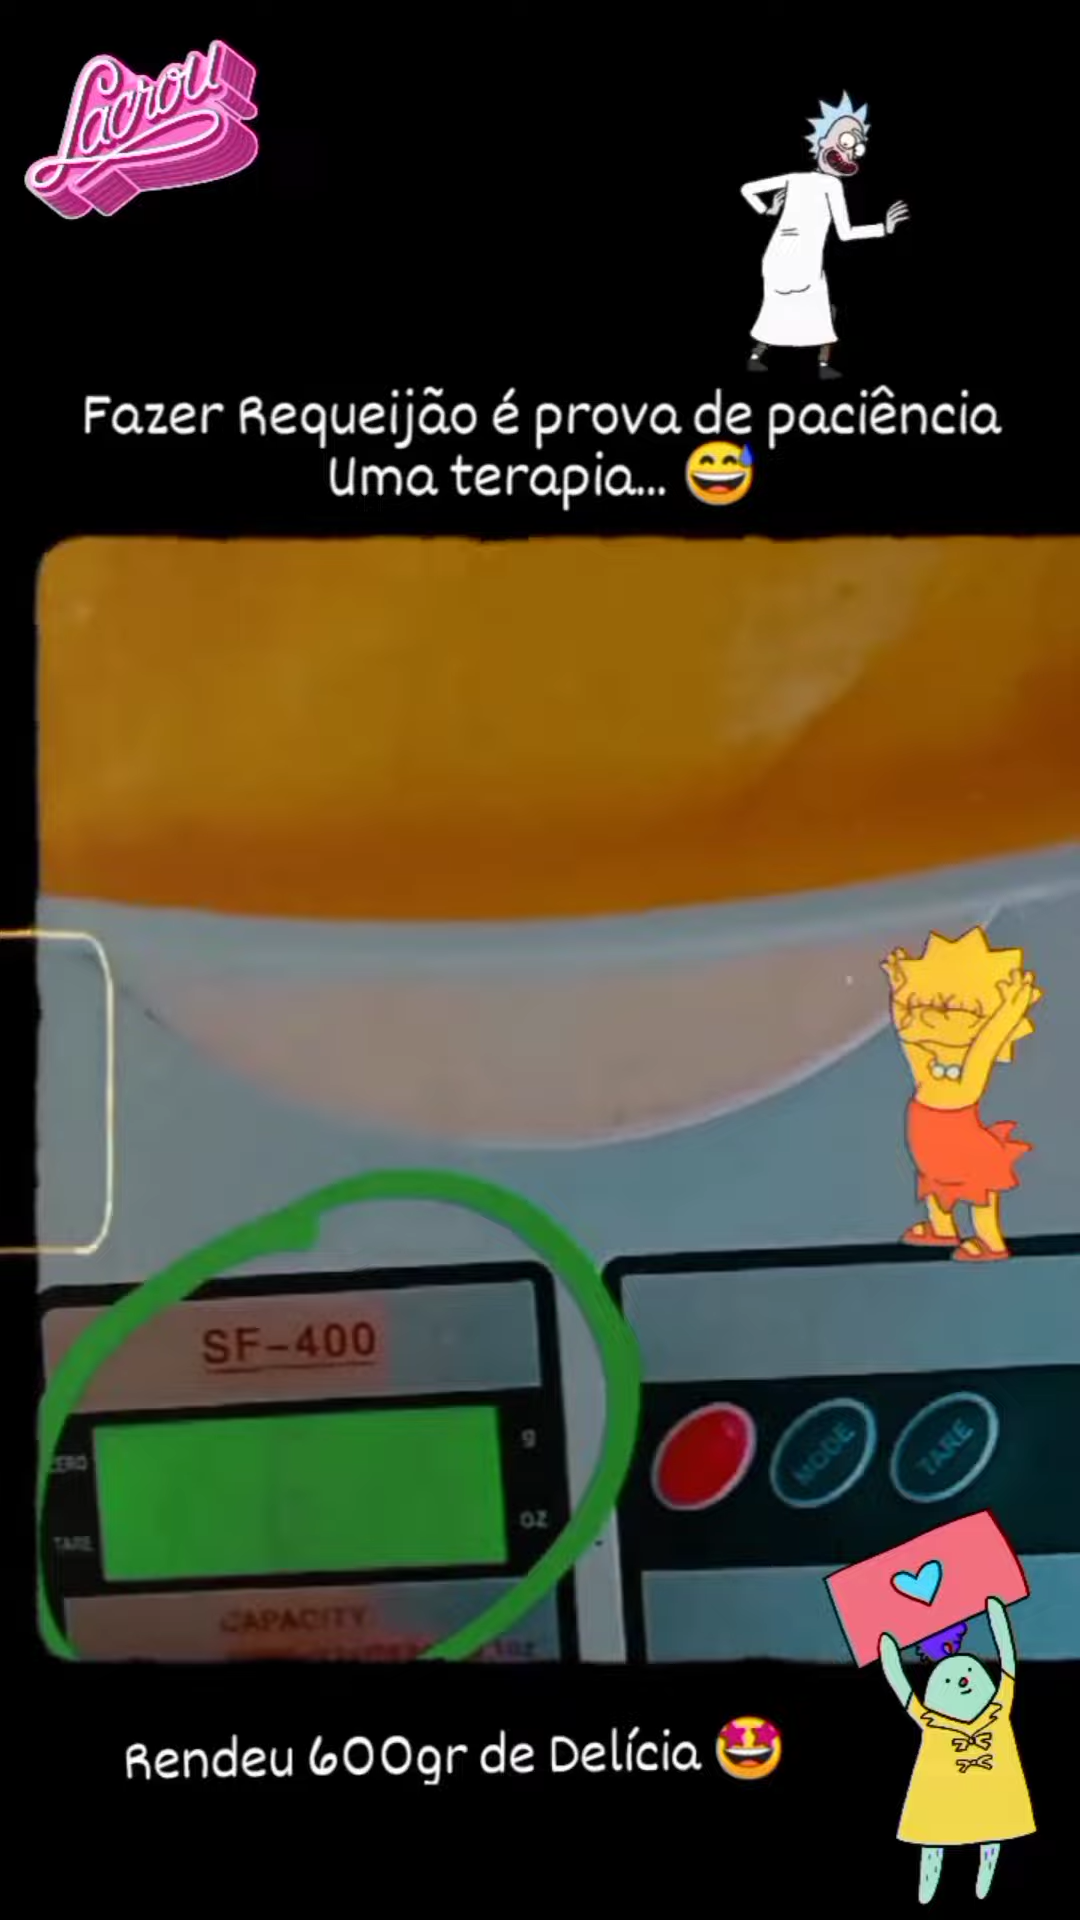 Lacrou
Fazer Requeijão é prova de paciência
Uma terapia... 😅
SF-400
ZERO
g
TARE
oz
MODE
TARE
CAPACITY
Rendeu 600gr de Delícia 🤩